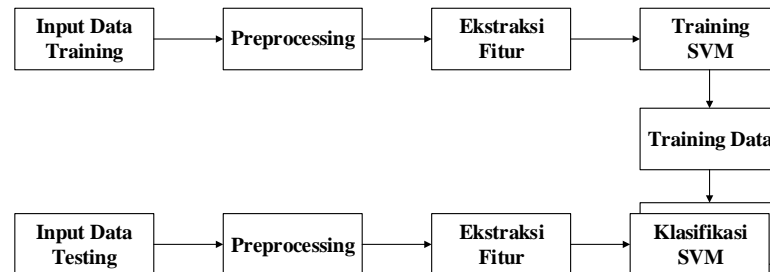 Input Data
Training
Preprocessing
Ekstraksi
Fitur
Training
SVM
Training Data
Input Data
Testing
Preprocessing
Ekstraksi
Fitur
Klasifikasi
SVM